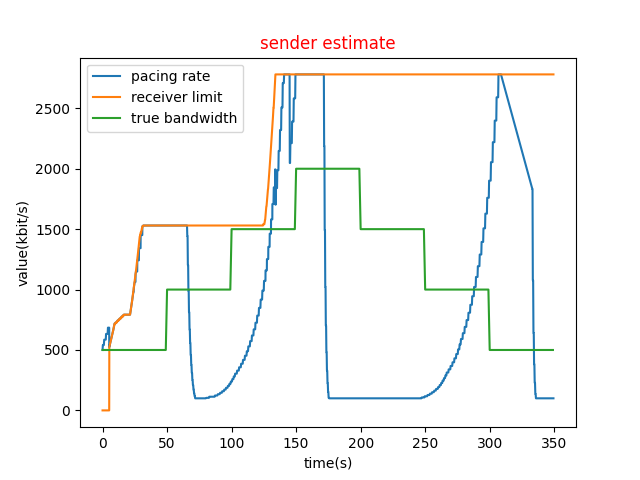 sender estimate
pacing rate
receiver limit
true bandwidth
value(kbit/s)
2500
2000
1500
1000
500
0
0 50 100 150 200 250 300 350
time(s)